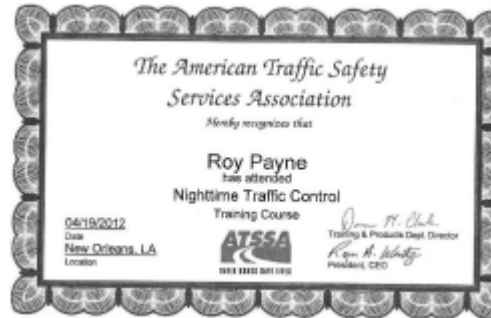 The American Traffic Safety
Services Association
Hereby recognizes that
Roy Payne
has attended
Nighttime Traffic Control
Training Course
04/19/2012
Date
New Orleans, LA
Location
ATSSA
Training & Products Dept. Director
President, CEO